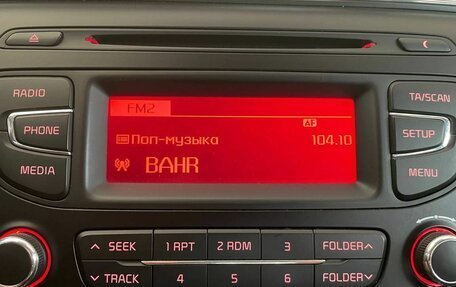 RADIO
TA/SCAN
FM2
AF
PHONE
Поп-музыка 104.10
SETUP
BAHR
MEDIA
MENU
∧ SEEK 1 RPT 2 RDM 3 FOLDER∧
∨ TRACK 4 5 6 FOLDER∨